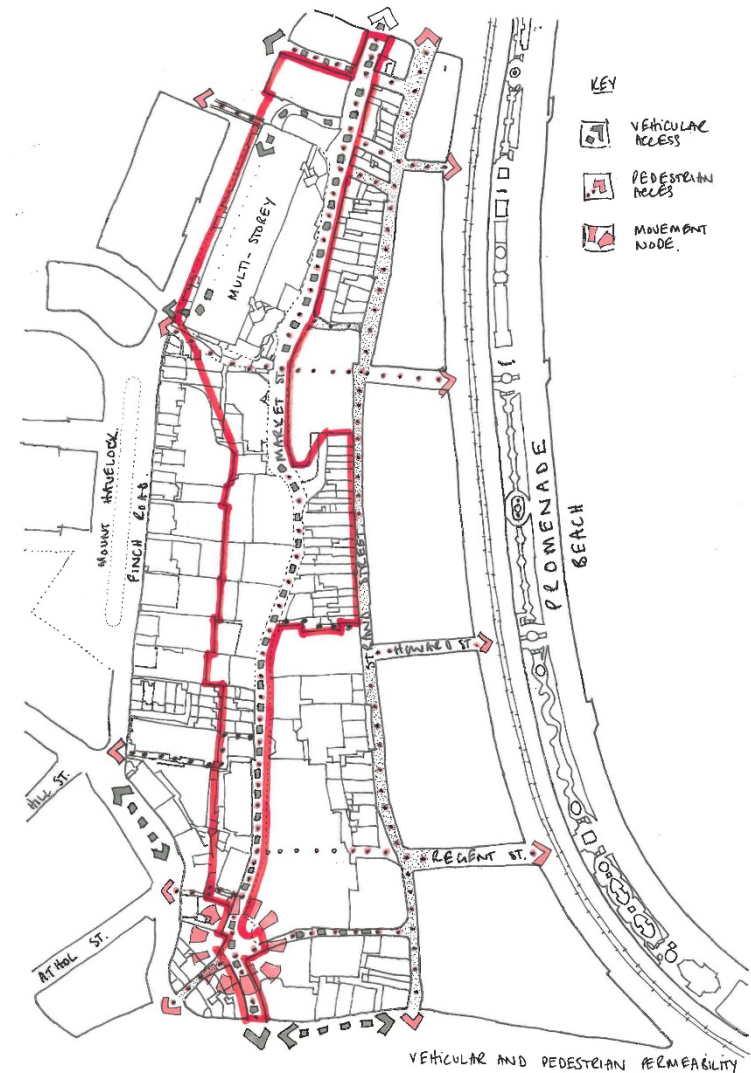 KEY
VEHICULAR
ACCESS
PEDESTRIAN
ACCES
MOVEMENT
NODE.
MULTI-STOREY
MARKET ST.
MOUNT HAVELOCK
FINCH ROAD
PROMENADE
BEACH
STRAND STREET
HOWARD ST.
HILL ST.
REGENT ST.
ATHOL ST.
VEHICULAR AND PEDESTRIAN PERMEABILITY